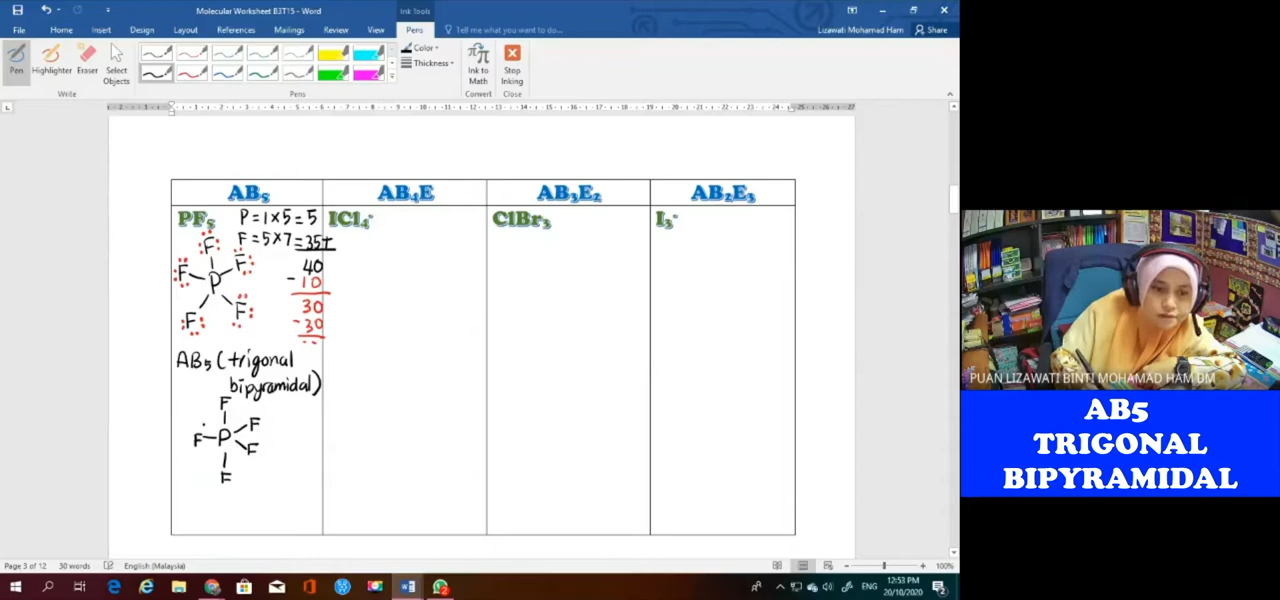 Molecular Worksheet B3T15 - Word
Ink Tools
File Home Insert Design Layout References Mailings Review View Pens Tell me what you want to do...
Lizawati Mohamad Ham Share
Pen Highlighter Eraser Select Objects
Color
Thickness
Ink to Math
Stop Inking
Write Pens Convert Close
AB5 AB4E AB3E2 AB2E3
PF5 P = 1 × 5 = 5
F = 5 × 7 = 35+
40
- 10
30
- 30
F
F F
P
F F
AB5 (trigonal
bipyramidal)
F
F
F-P
F
F
ICl4-
ClBr3
I3-
PUAN LIZAWATI BINTI MOHAMAD HAM BM
AB5
TRIGONAL
BIPYRAMIDAL
Page 3 of 12 30 words English (Malaysia)
100%
ENG
12:53 PM
20/10/2020